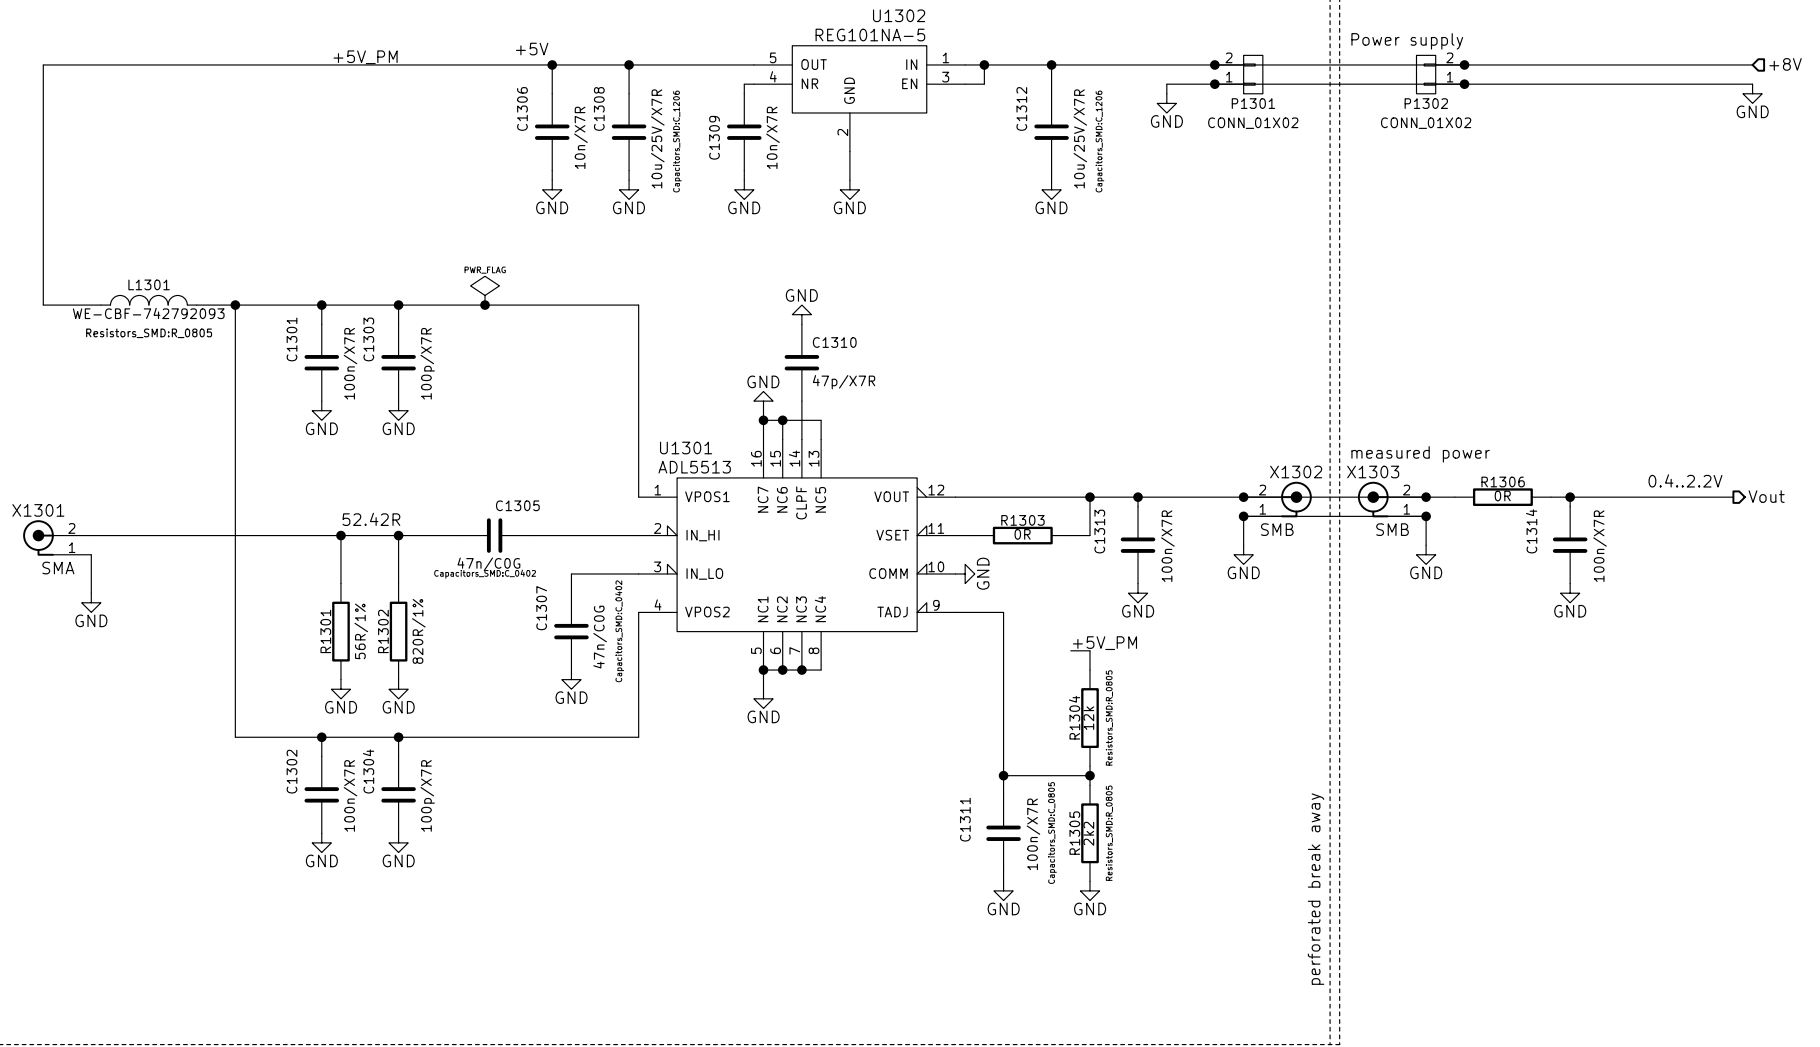 U1302
REG101NA-5
+5V_PM
+5V
5
OUT
IN
1
4
NR
EN
3
GND
2
C1306
10n/X7R
GND
C1308
10u/25V/X7R
Capacitors_SMD:C_1206
GND
C1309
10n/X7R
GND
GND
C1312
10u/25V/X7R
Capacitors_SMD:C_1206
GND
GND
2
1
P1301
CONN_01X02
Power supply
2
1
P1302
CONN_01X02
+8V
GND
L1301
WE-CBF-742792093
Resistors_SMD:R_0805
PWR_FLAG
C1301
100n/X7R
GND
C1303
100p/X7R
GND
GND
C1310
47p/X7R
GND
U1301
ADL5513
16
15
14
13
NC7
NC6
CLPF
NC5
1
VPOS1
2
IN_HI
3
IN_LO
4
VPOS2
VOUT
12
VSET
11
COMM
10
TADJ
9
NC1
NC2
NC3
NC4
5
6
7
8
GND
GND
X1301
2
1
SMA
GND
52.42R
C1305
47n/C0G
Capacitors_SMD:C_0402
R1301
56R/1%
GND
R1302
820R/1%
GND
C1307
47n/C0G
Capacitors_SMD:C_0402
GND
C1302
100n/X7R
GND
C1304
100p/X7R
GND
R1303
0R
C1313
100n/X7R
GND
X1302
2
1
SMB
GND
measured power
X1303
2
1
SMB
GND
R1306
0R
C1314
100n/X7R
GND
0.4..2.2V
Vout
+5V_PM
R1304
12k
Resistors_SMD:R_0805
C1311
100n/X7R
Capacitors_SMD:C_0805
GND
R1305
2k2
Resistors_SMD:R_0805
GND
perforated break away